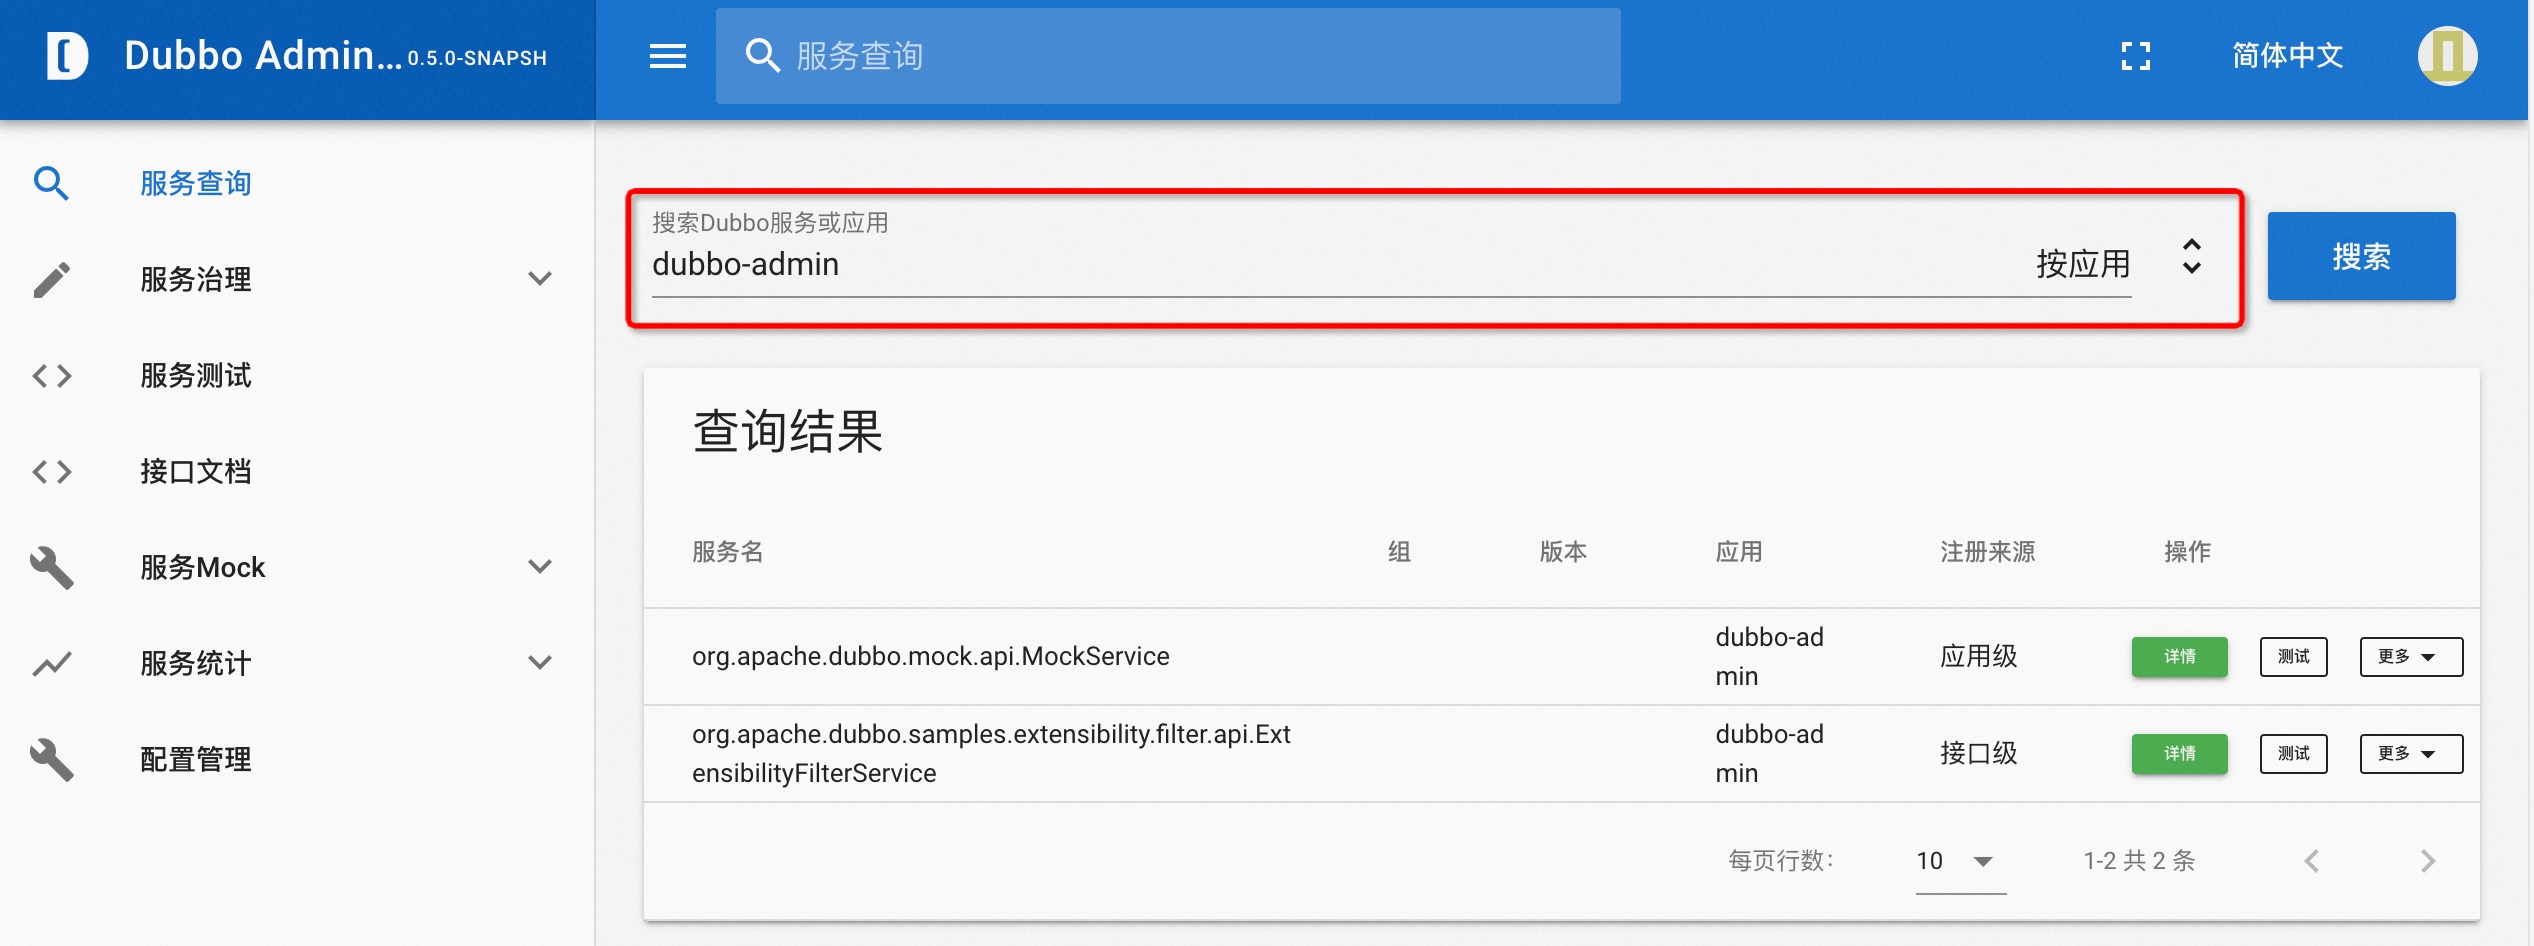 Dubbo Admin... 0.5.0-SNAPSH
服务查询
简体中文
服务查询
服务治理
服务测试
接口文档
服务Mock
服务统计
配置管理
搜索Dubbo服务或应用
dubbo-admin
按应用
搜索
查询结果
服务名 组 版本 应用 注册来源 操作
org.apache.dubbo.mock.api.MockService
dubbo-ad
min
应用级
详情 测试 更多
org.apache.dubbo.samples.extensibility.filter.api.Ext
ensibilityFilterService
dubbo-ad
min
接口级
详情 测试 更多
每页行数: 10 1-2 共 2 条